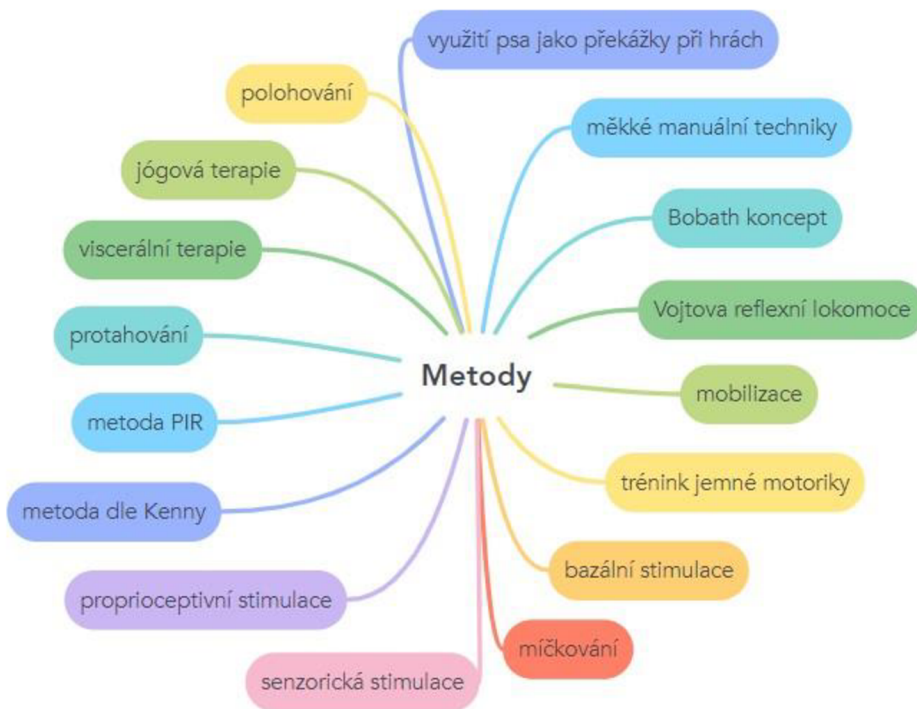 využití psa jako překážky při hrách
polohování
měkké manuální techniky
jógová terapie
Bobath koncept
viscerální terapie
Vojtova reflexní lokomoce
protahování
Metody
mobilizace
metoda PIR
trénink jemné motoriky
metoda dle Kenny
bazální stimulace
proprioceptivní stimulace
míčkování
senzorická stimulace